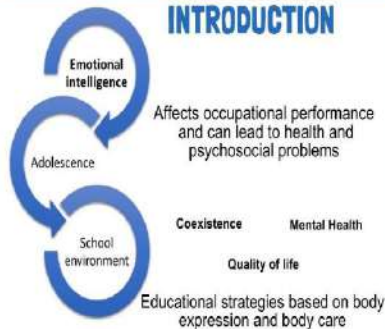 INTRODUCTION
Emotional
intelligence
Affects occupational performance
and can lead to health and
psychosocial problems
Adolescence
Coexistence Mental Health
School
environment
Quality of life
Educational strategies based on body
expression and body care